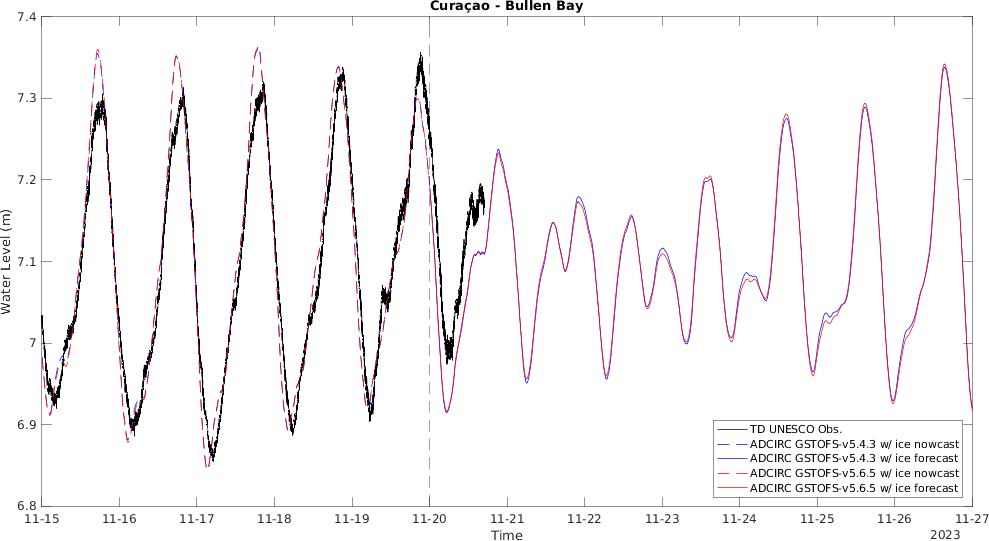 Curaçao - Bullen Bay
Water Level (m)
7.4
7.3
7.2
7.1
7
6.9
6.8
11-15 11-16 11-17 11-18 11-19 11-20 11-21 11-22 11-23 11-24 11-25 11-26 11-27
Time
2023
TD UNESCO Obs.
ADCIRC GSTOFS-v5.4.3 w/ ice nowcast
ADCIRC GSTOFS-v5.4.3 w/ ice forecast
ADCIRC GSTOFS-v5.6.5 w/ ice nowcast
ADCIRC GSTOFS-v5.6.5 w/ ice forecast